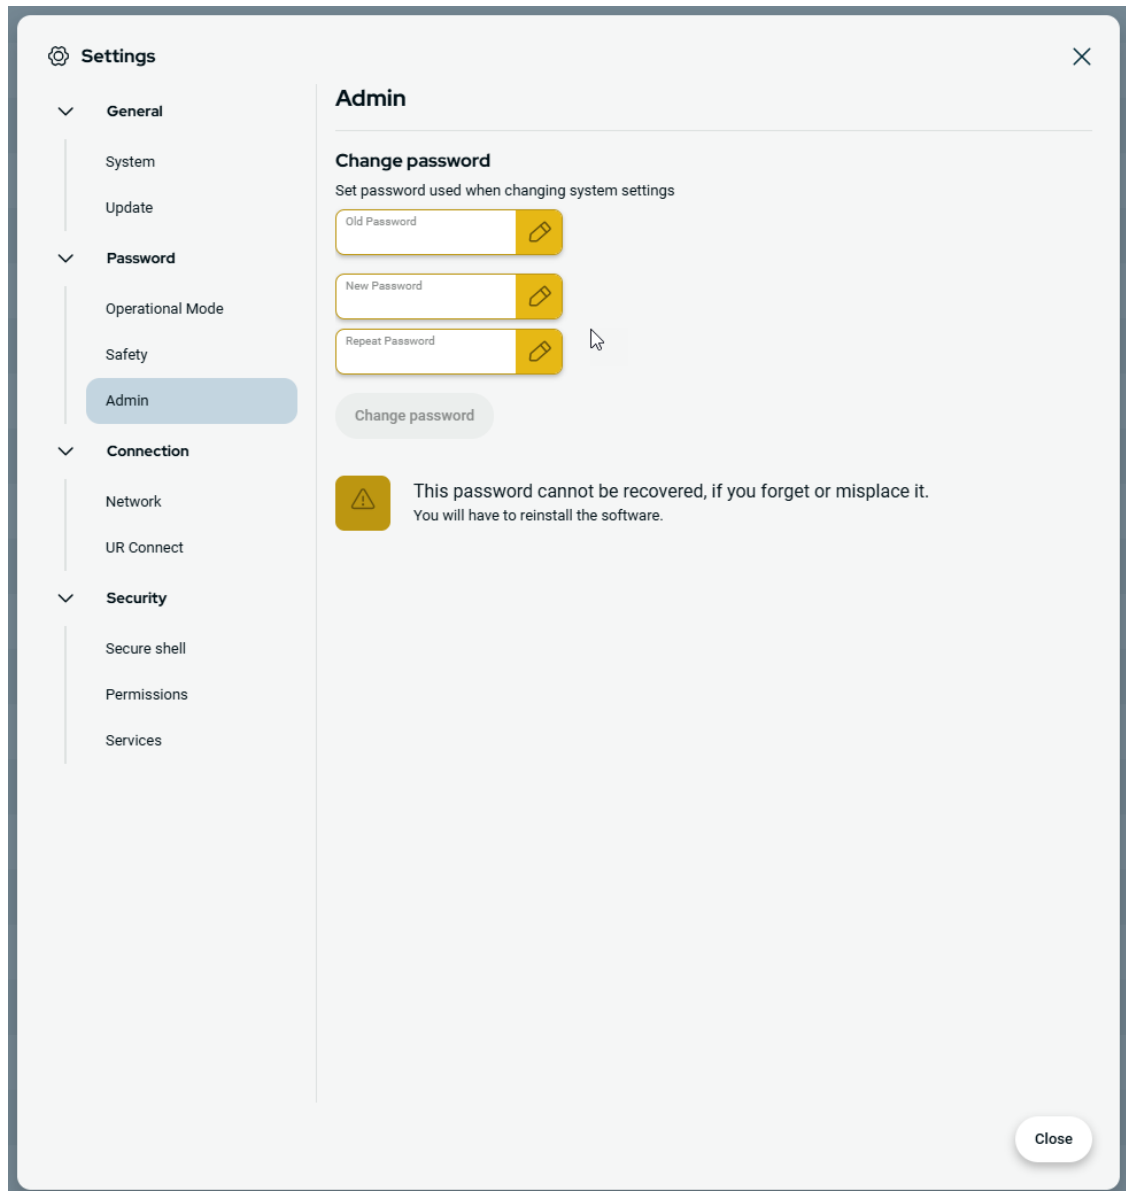 Settings
General
System
Update
Password
Operational Mode
Safety
Admin
Connection
Network
UR Connect
Security
Secure shell
Permissions
Services
Admin
Change password
Set password used when changing system settings
Old Password
New Password
Repeat Password
Change password
This password cannot be recovered, if you forget or misplace it.
You will have to reinstall the software.
Close